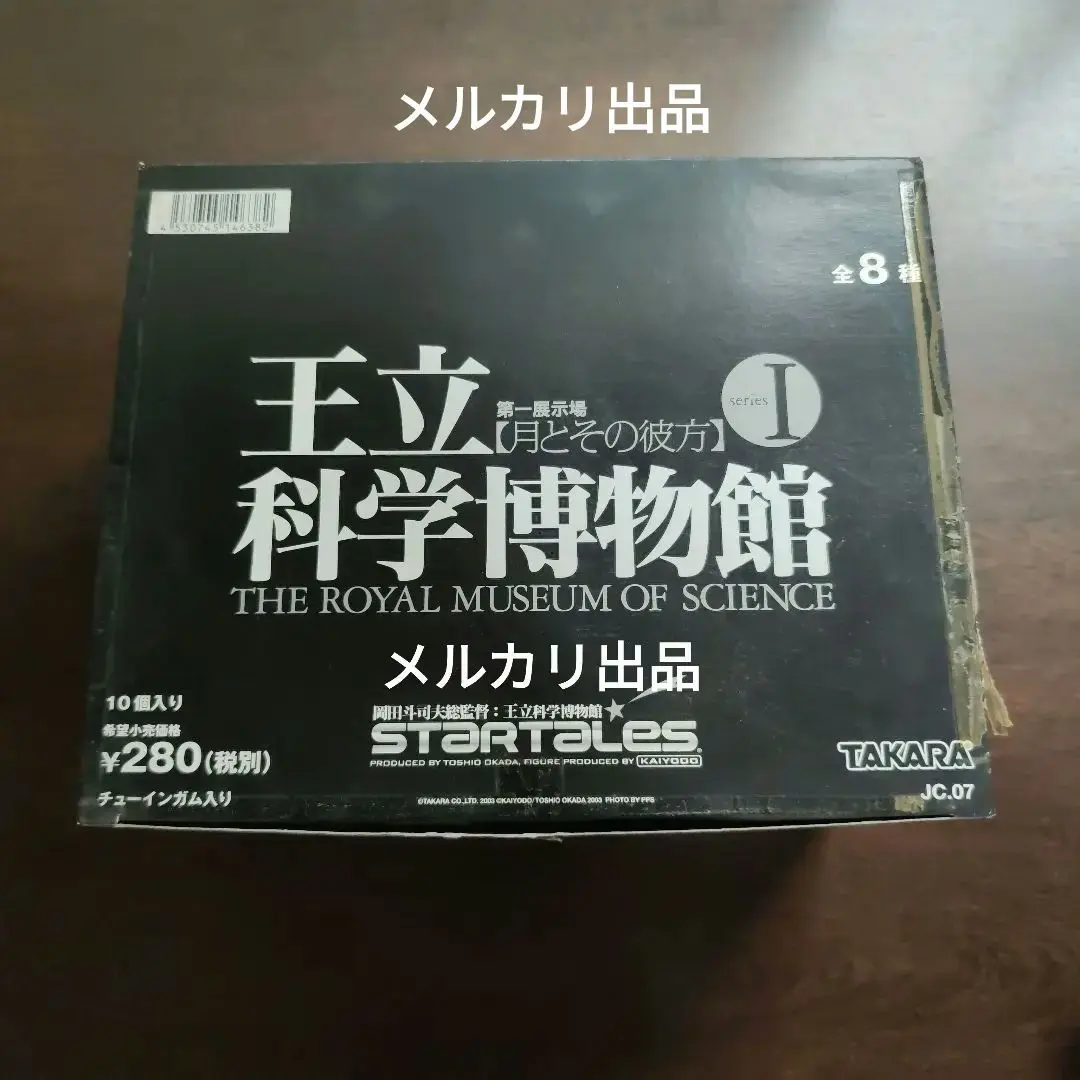 メルカリ出品
4 530745 146382
全8種
王立
第一展示場
【月とその彼方】
series I
科学博物館
THE ROYAL MUSEUM OF SCIENCE
メルカリ出品
10個入り
希望小売価格
¥280(税別)
チューインガム入り
岡田斗司夫総監督:王立科学博物館
STARTALES
PRODUCED BY TOSHIO OKADA, FIGURE PRODUCED BY KAIYODO
©TAKARA CO.,LTD. 2003 ©KAIYODO/TOSHIO OKADA 2003 PHOTO BY PPS
TAKARA
JC.07